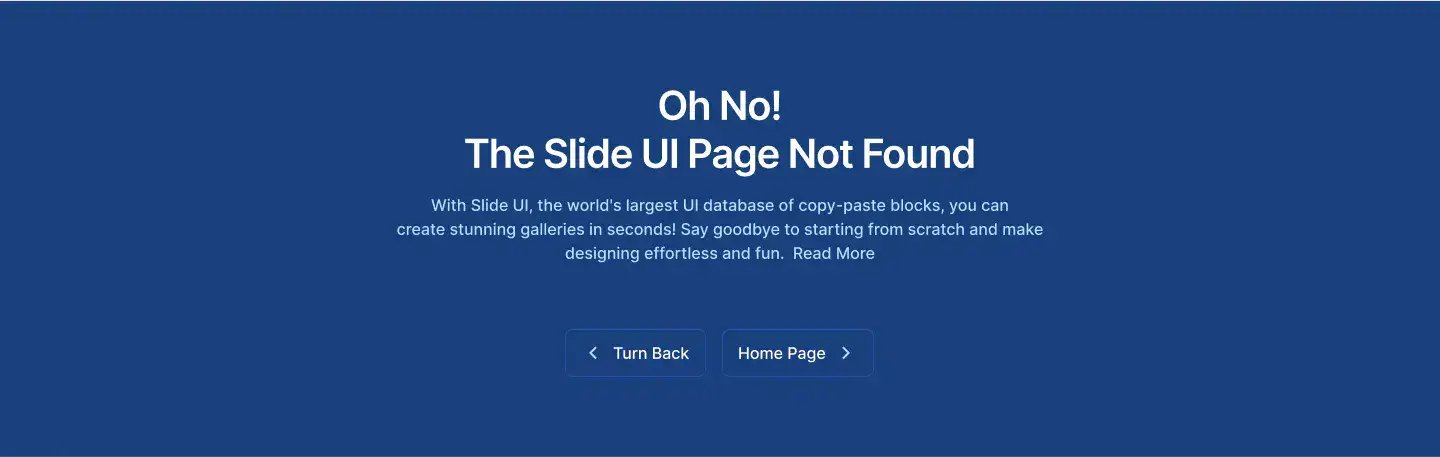 Oh No!
The Slide UI Page Not Found
With Slide UI, the world's largest UI database of copy-paste blocks, you can
create stunning galleries in seconds! Say goodbye to starting from scratch and make
designing effortless and fun.  Read More
Turn Back
Home Page